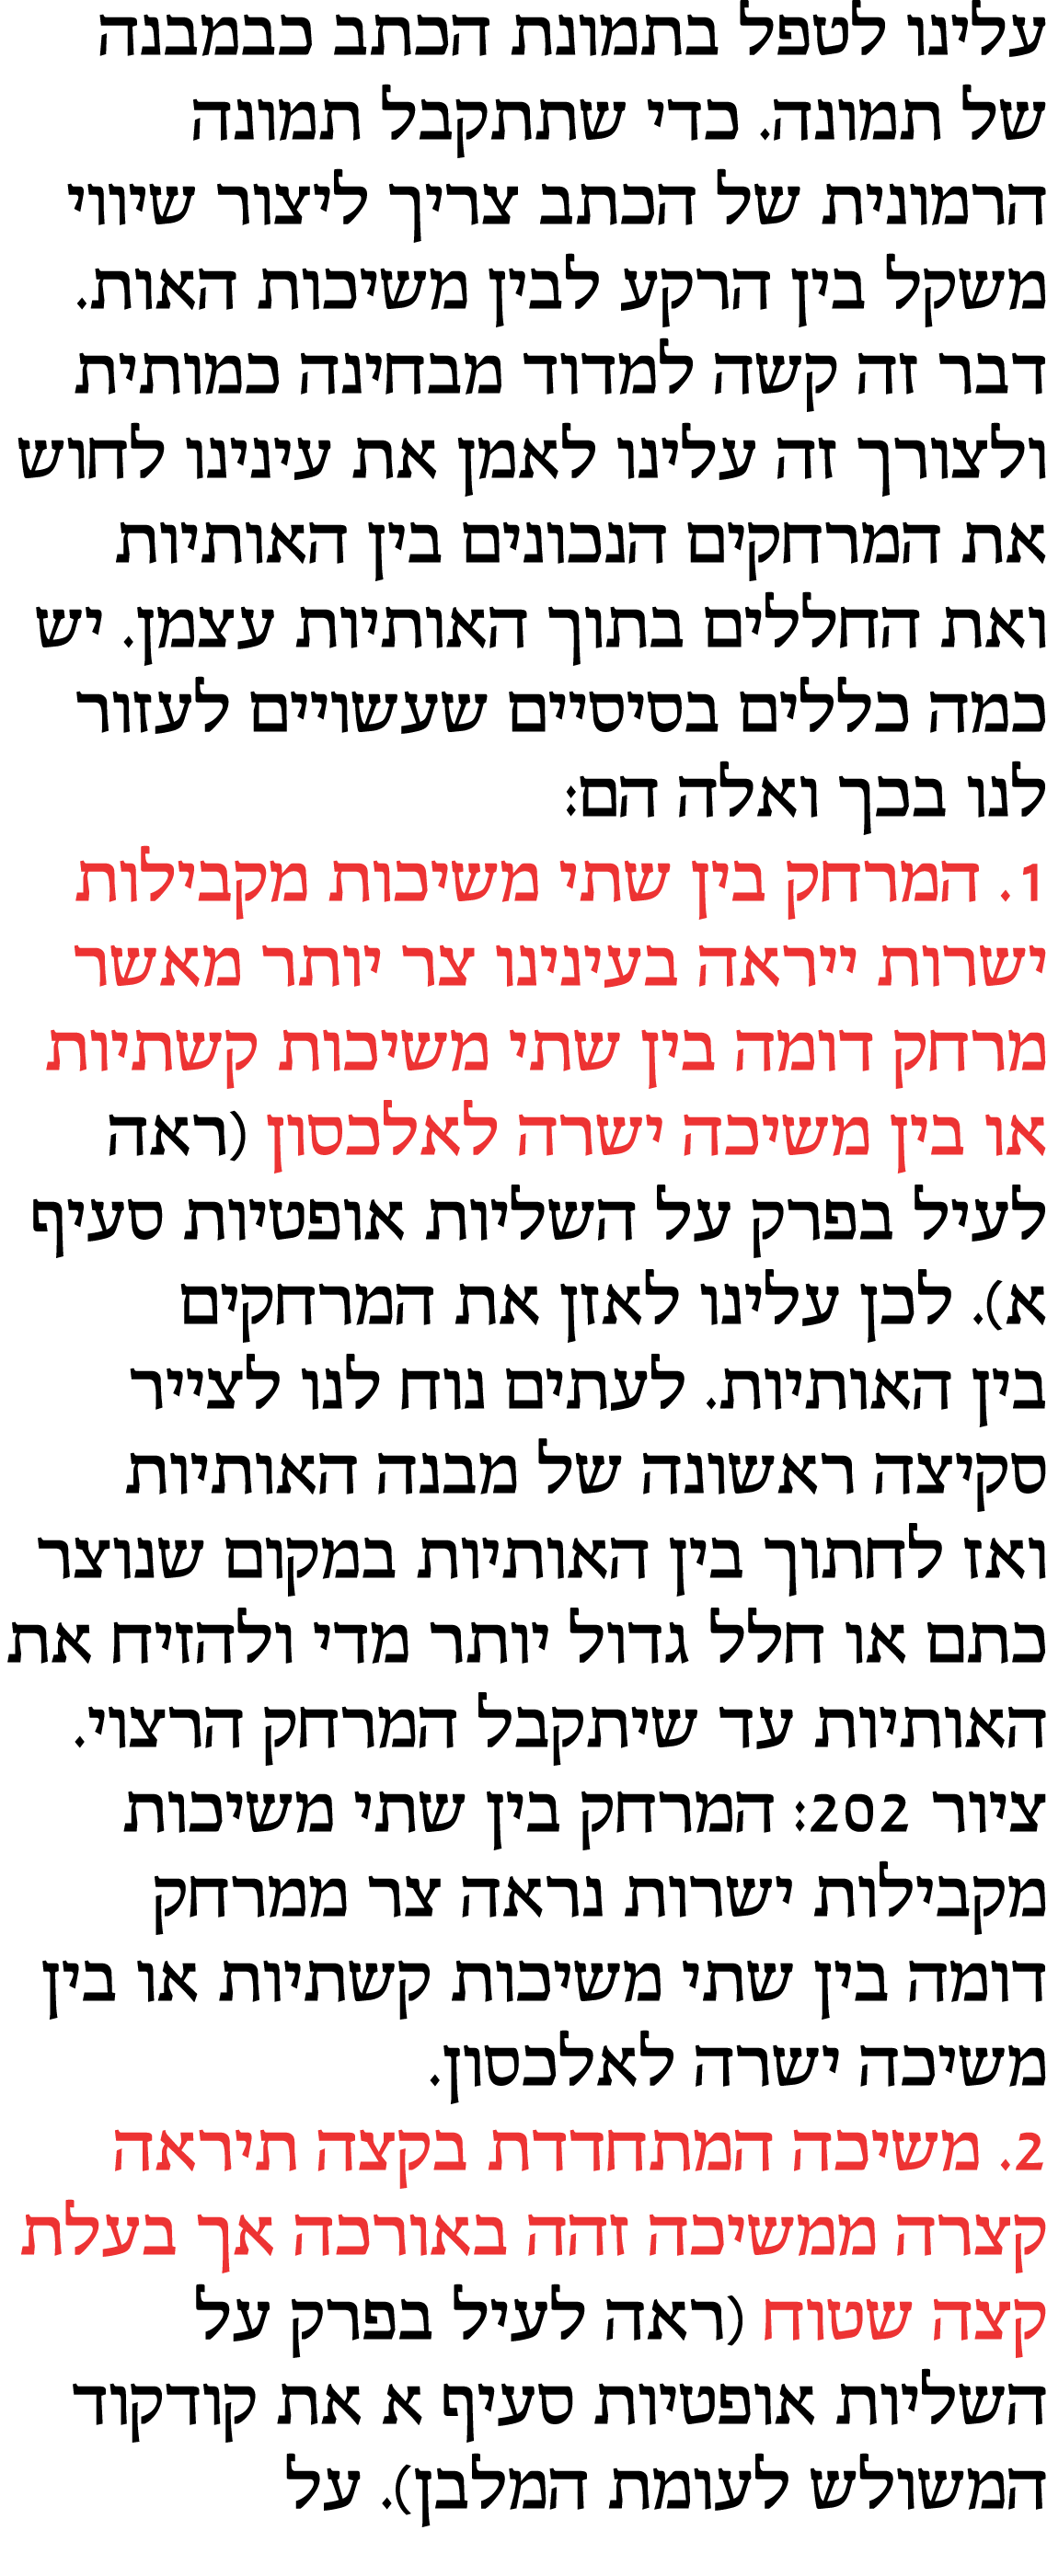 עלינו לטפל בתמונת הכתב כבמבנה
של תמונה. כדי שתתקבל תמונה
הרמונית של הכתב צריך ליצור שיווי
משקל בין הרקע לבין משיכות האות.
דבר זה קשה למדוד מבחינה כמותית
ולצורך זה עלינו לאמן את עינינו לחוש
את המרחקים הנכונים בין האותיות
ואת החללים בתוך האותיות עצמן. יש
כמה כללים בסיסיים שעשויים לעזור
לנו בכך ואלה הם:
1. המרחק בין שתי משיכות מקבילות
ישרות ייראה בעינינו צר יותר מאשר
מרחק דומה בין שתי משיכות קשתיות
או בין משיכה ישרה לאלכסון (ראה
לעיל בפרק על השליות אופטיות סעיף
א). לכן עלינו לאזן את המרחקים
בין האותיות. לעתים נוח לנו לצייר
סקיצה ראשונה של מבנה האותיות
ואז לחתוך בין האותיות במקום שנוצר
כתם או חלל גדול יותר מדי ולהזיח את
האותיות עד שיתקבל המרחק הרצוי.
ציור 202: המרחק בין שתי משיכות
מקבילות ישרות נראה צר ממרחק
דומה בין שתי משיכות קשתיות או בין
משיכה ישרה לאלכסון.
2. משיכה המתחדדת בקצה תיראה
קצרה ממשיכה זהה באורכה אך בעלת
קצה שטוח (ראה לעיל בפרק על
השליות אופטיות סעיף א את קודקוד
המשולש לעומת המלבן). על